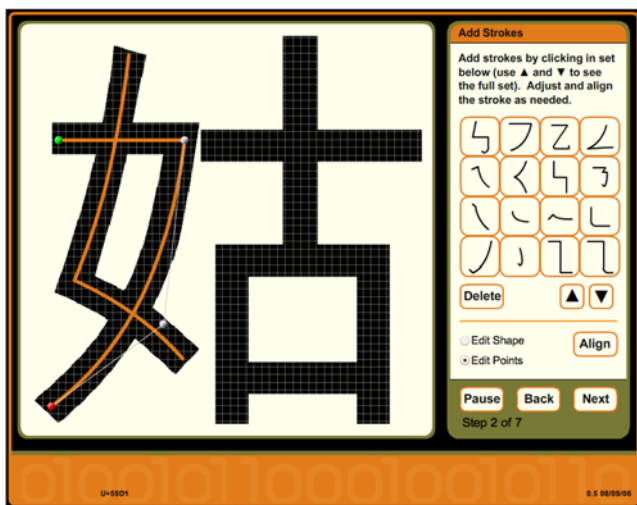 姑
Add Strokes
Add strokes by clicking in set
below (use ▲ and ▼ to see
the full set). Adjust and align
the stroke as needed.
Delete ▲ ▼
Edit Shape
Edit Points
Align
Pause Back Next
Step 2 of 7
U+59D1 0.5 08/09/06